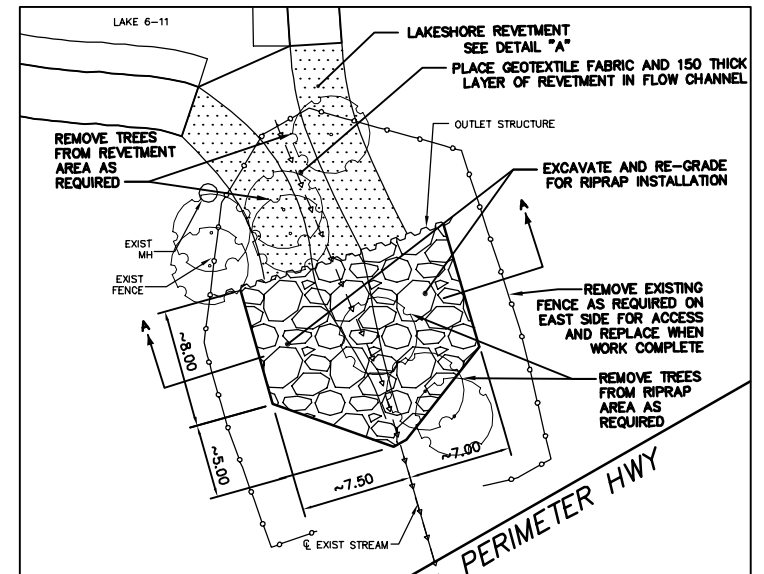 LAKE 6-11
LAKESHORE REVETMENT
SEE DETAIL "A"
PLACE GEOTEXTILE FABRIC AND 150 THICK
LAYER OF REVETMENT IN FLOW CHANNEL
OUTLET STRUCTURE
REMOVE TREES
FROM REVETMENT
AREA AS
REQUIRED
EXCAVATE AND RE-GRADE
FOR RIPRAP INSTALLATION
A
EXIST
MH
EXIST
FENCE
REMOVE EXISTING
FENCE AS REQUIRED ON
EAST SIDE FOR ACCESS
AND REPLACE WHEN
WORK COMPLETE
A
~8.00
REMOVE TREES
FROM RIPRAP
AREA AS
REQUIRED
~5.00
~7.00
~7.50
PERIMETER HWY
℄ EXIST STREAM